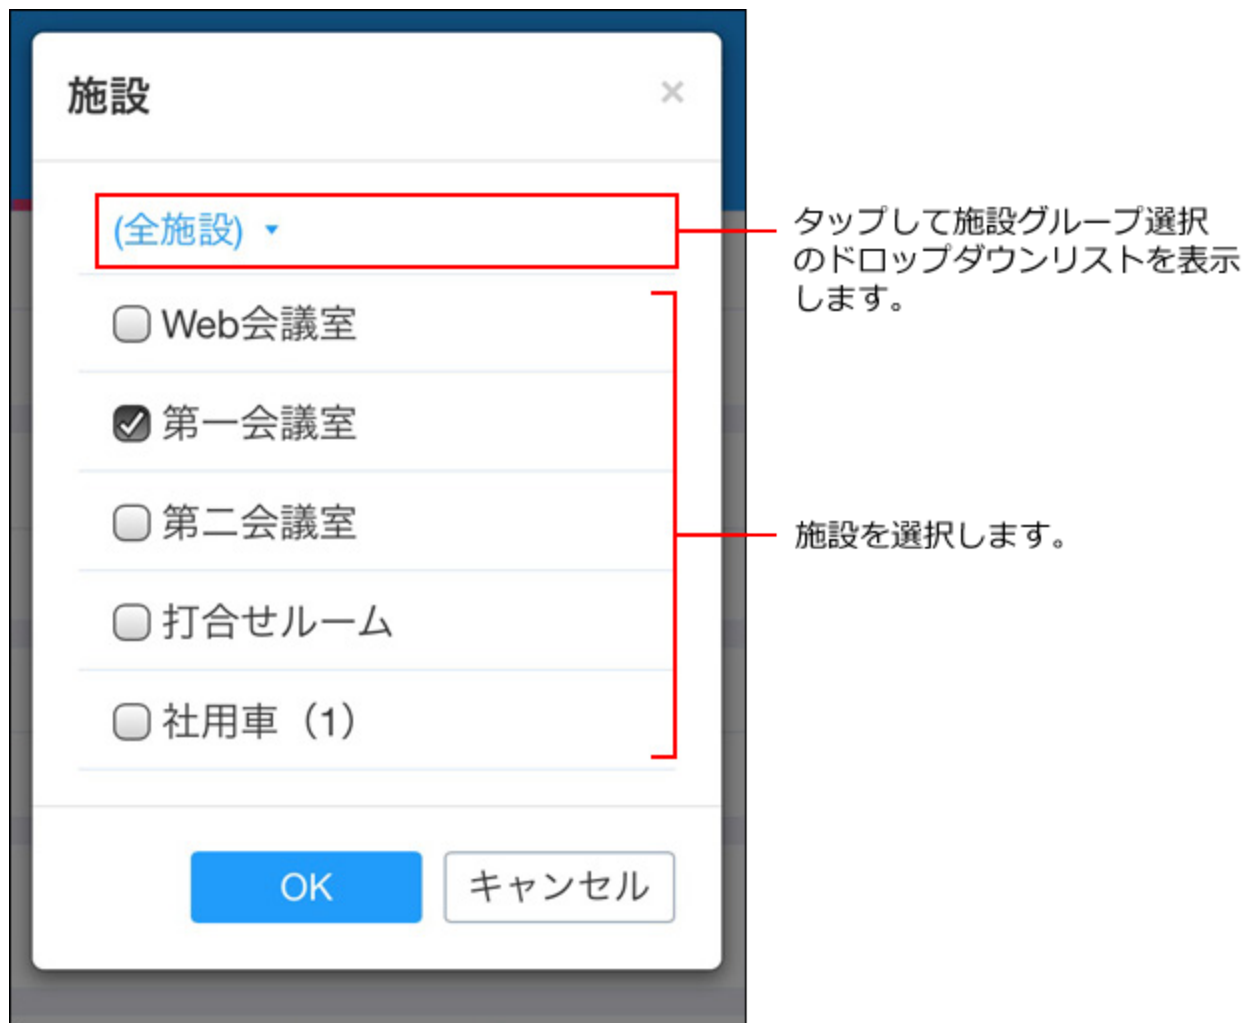 施設
×
(全施設)
タップして施設グループ選択
のドロップダウンリストを表示
します。
Web会議室
第一会議室
第二会議室
施設を選択します。
打合せルーム
社用車（1）
OK
キャンセル